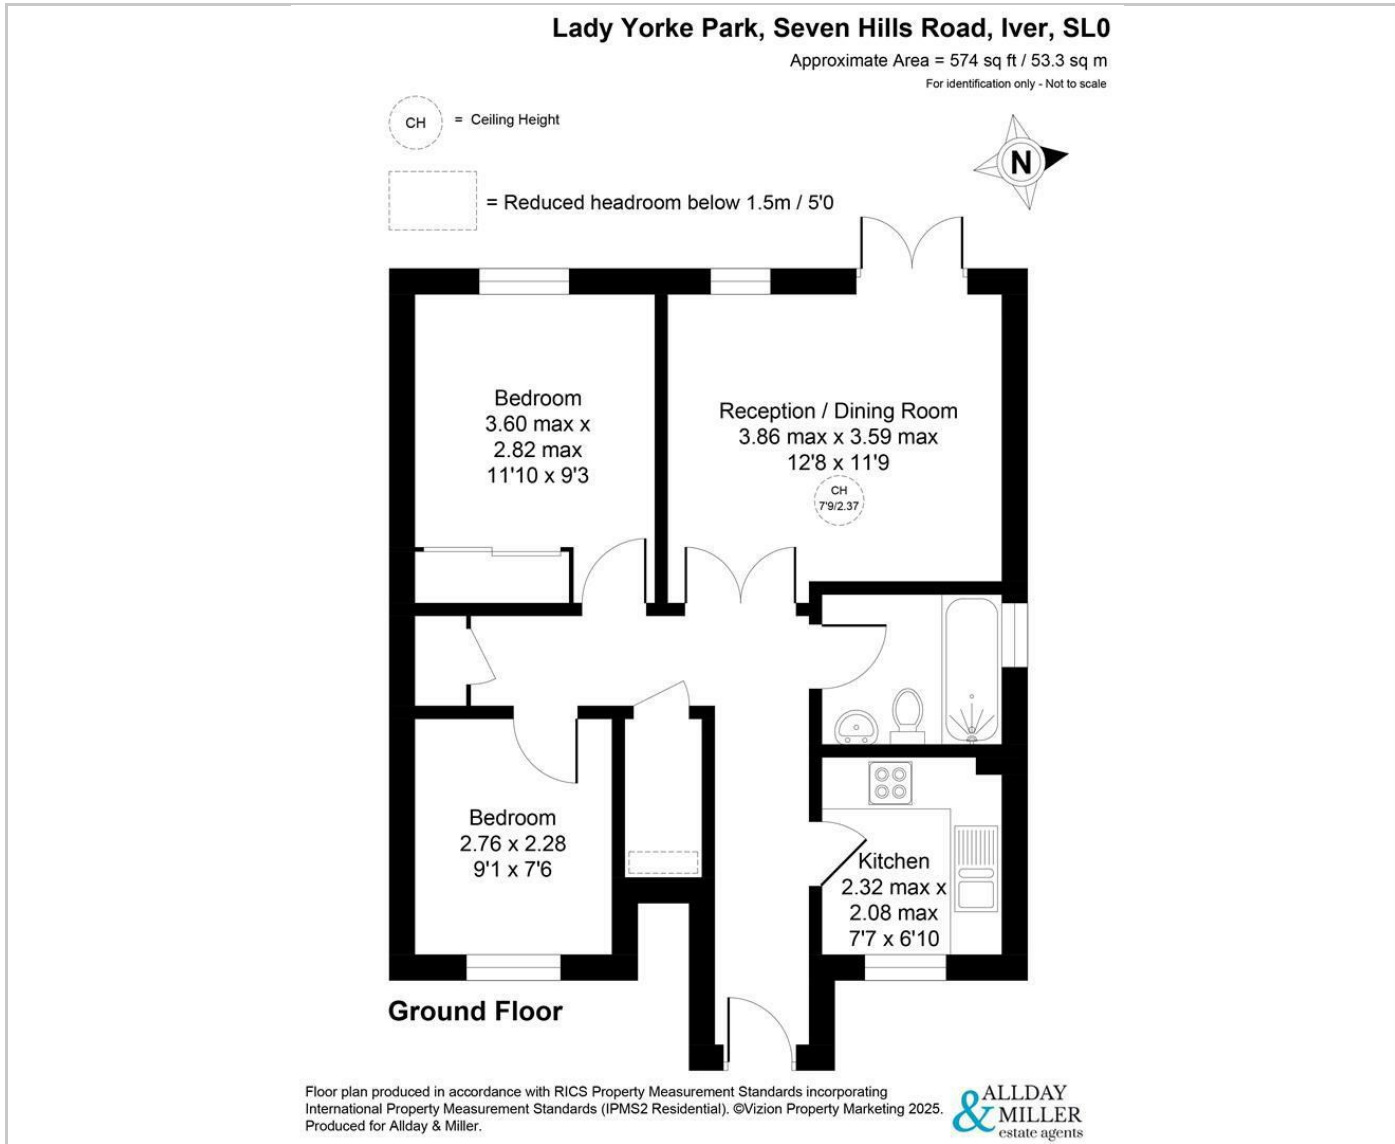 Lady Yorke Park, Seven Hills Road, Iver, SL0
Approximate Area = 574 sq ft / 53.3 sq m
For identification only - Not to scale
CH = Ceiling Height
N
= Reduced headroom below 1.5m / 5'0
Bedroom
3.60 max x
2.82 max
11'10 x 9'3
Reception / Dining Room
3.86 max x 3.59 max
12'8 x 11'9
CH
7'9/2.37
Bedroom
2.76 x 2.28
9'1 x 7'6
Kitchen
2.32 max x
2.08 max
7'7 x 6'10
Ground Floor
Floor plan produced in accordance with RICS Property Measurement Standards incorporating
International Property Measurement Standards (IPMS2 Residential). ©Vizion Property Marketing 2025.
Produced for Allday & Miller.
ALLDAY
& MILLER
estate agents